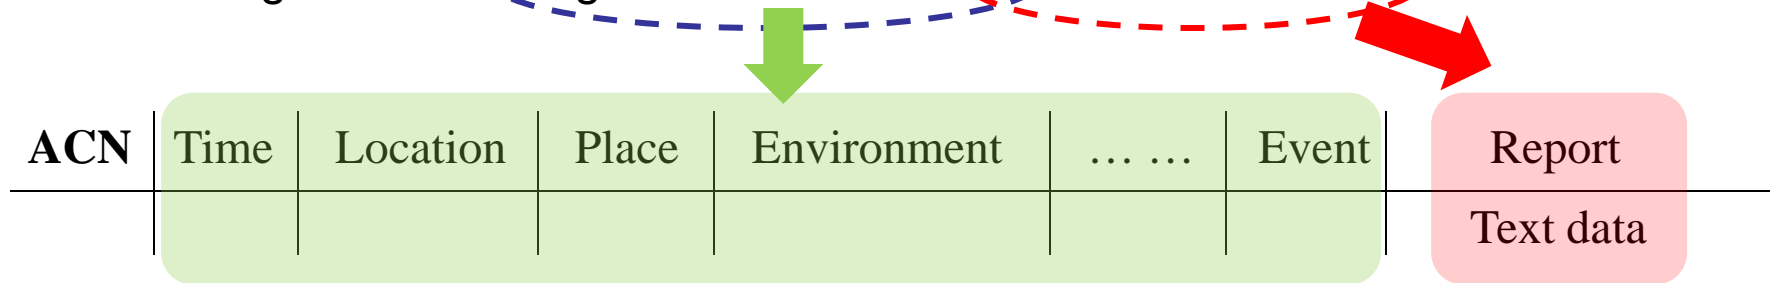 ACN Time Location Place Environment … … Event Report
Text data